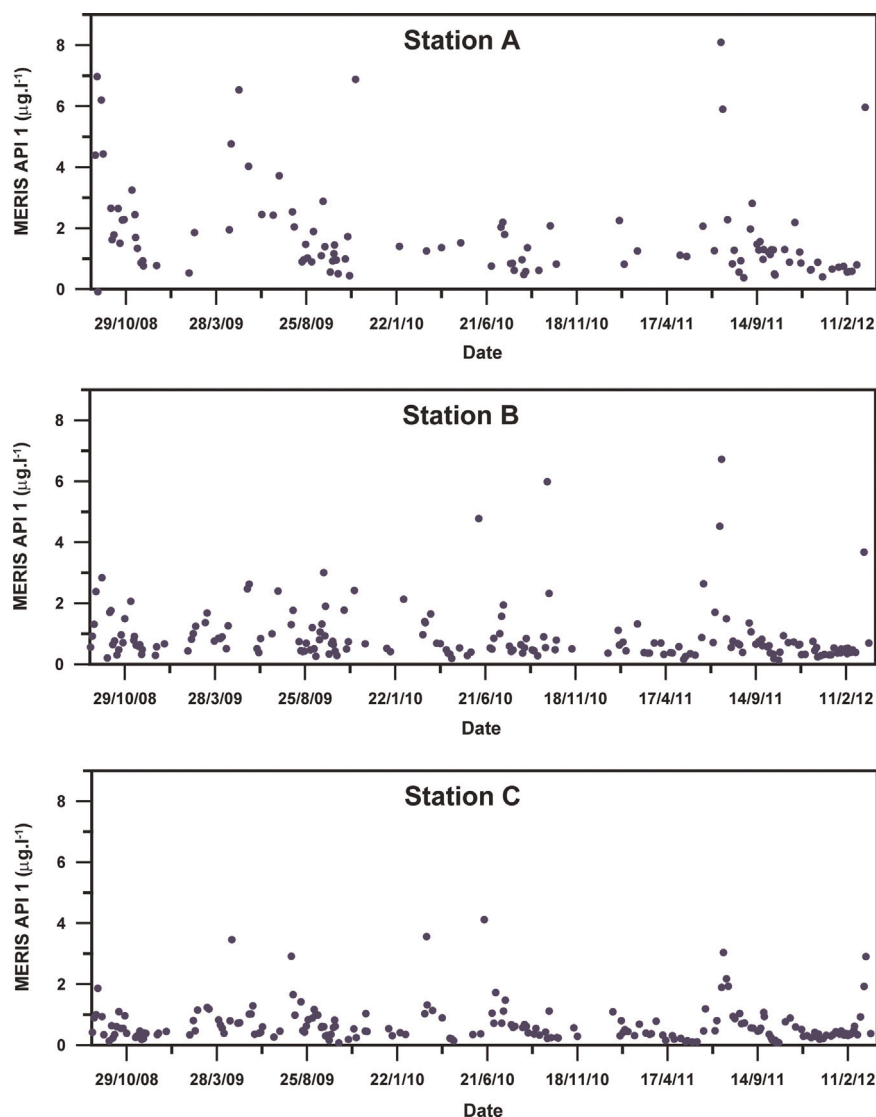 Station A
MERIS API 1 (µg.l-1)
8
6
4
2
0
29/10/08 28/3/09 25/8/09 22/1/10 21/6/10 18/11/10 17/4/11 14/9/11 11/2/12
Date
Station B
MERIS API 1 (µg.l-1)
8
6
4
2
0
29/10/08 28/3/09 25/8/09 22/1/10 21/6/10 18/11/10 17/4/11 14/9/11 11/2/12
Date
Station C
MERIS API 1 (µg.l-1)
8
6
4
2
0
29/10/08 28/3/09 25/8/09 22/1/10 21/6/10 18/11/10 17/4/11 14/9/11 11/2/12
Date